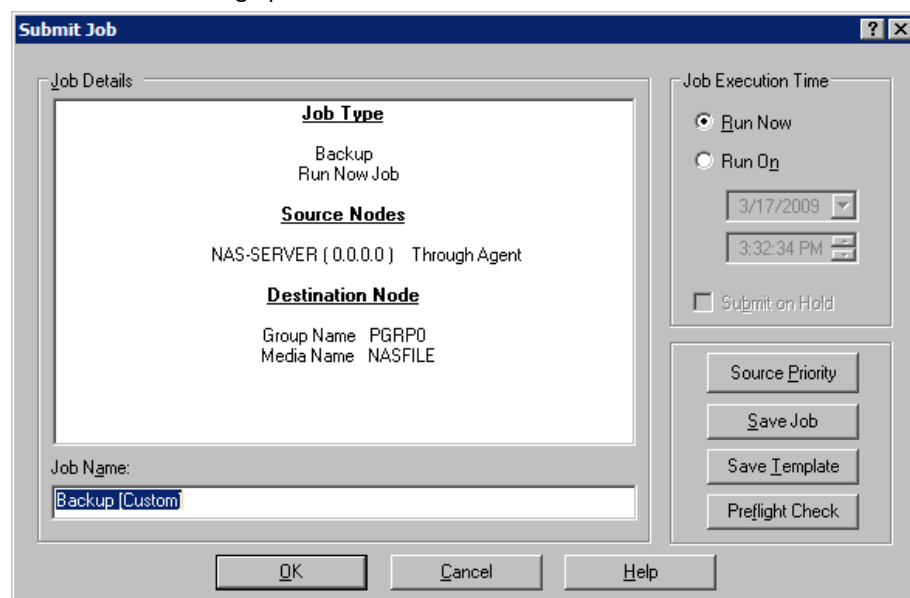 Submit Job
Job Details
Job Type
Backup
Run Now Job
Source Nodes
NAS-SERVER ( 0.0.0.0 ) Through Agent
Destination Node
Group Name PGRP0
Media Name NASFILE
Job Name:
Backup [Custom]
Job Execution Time
Run Now
Run On
3/17/2009
3:32:34 PM
Submit on Hold
Source Priority
Save Job
Save Template
Preflight Check
OK
Cancel
Help